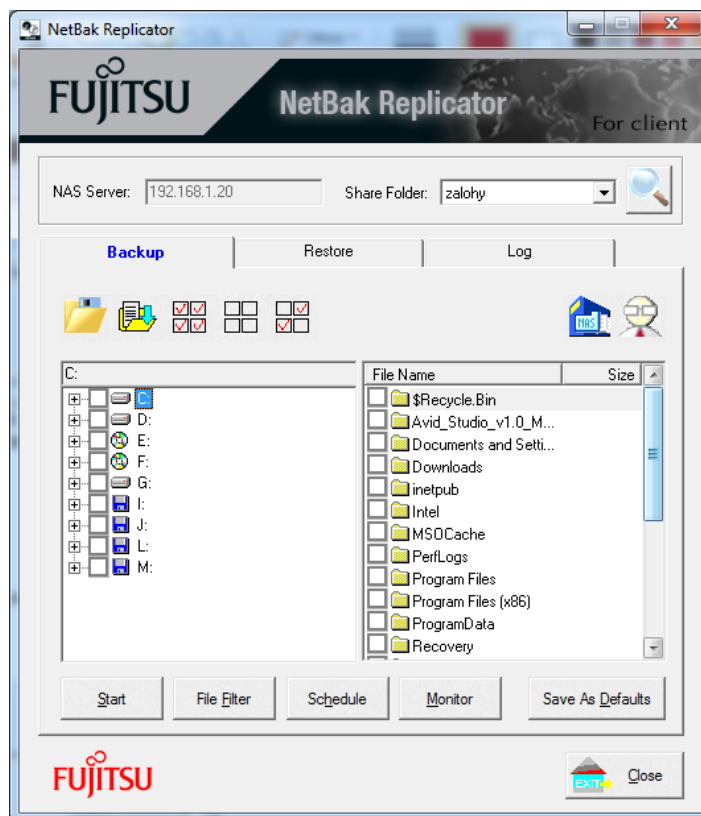 NetBak Replicator
FUJITSU
NetBak Replicator
For client
NAS Server: 192.168.1.20 Share Folder: zalohy
Backup Restore Log
NAS
C:
File Name Size
C:
D:
E:
F:
G:
I:
J:
L:
M:
$Recycle.Bin
Avid_Studio_v1.0_M...
Documents and Setti...
Downloads
inetpub
Intel
MSOCache
PerfLogs
Program Files
Program Files (x86)
ProgramData
Recovery
Start File Filter Schedule Monitor Save As Defaults
FUJITSU
EXIT Close